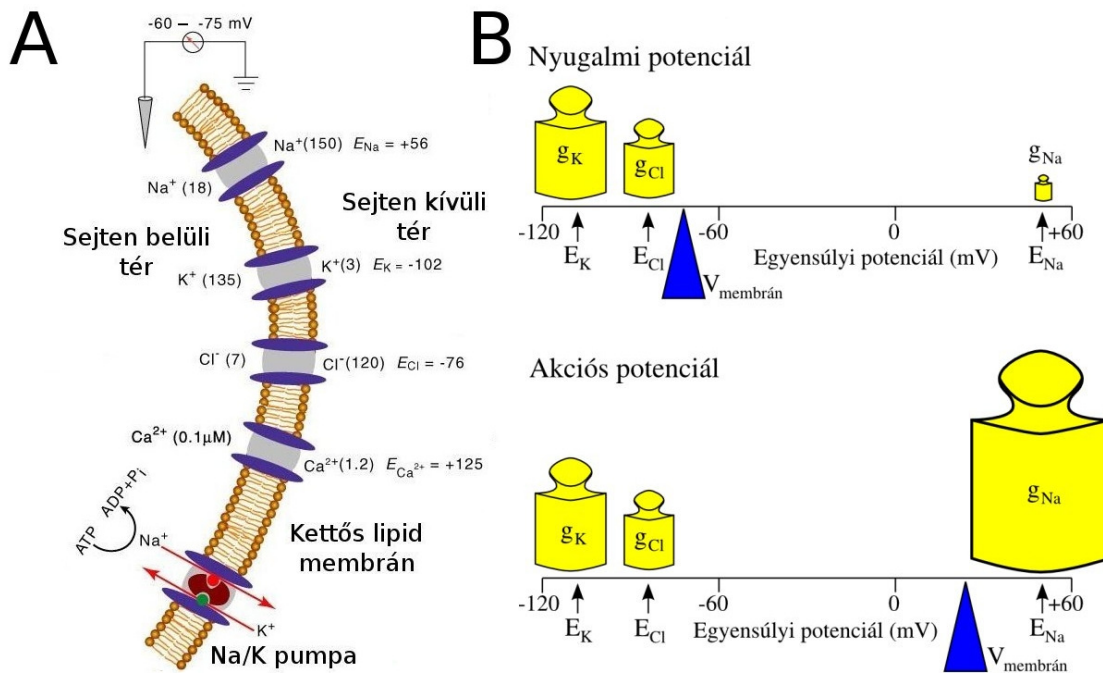 A
-60 – -75 mV
Na⁺(150) E_Na = +56
Na⁺ (18)
Sejten belüli
tér
Sejten kívüli
tér
K⁺(3) E_K = -102
K⁺ (135)
Cl⁻ (7)
Cl⁻(120) E_Cl = -76
Ca²⁺ (0.1µM)
Ca²⁺(1.2) E_Ca²⁺ = +125
ADP+Pi
ATP
Na⁺
Kettős lipid
membrán
K⁺
Na/K pumpa
B
Nyugalmi potenciál
g_K
g_Cl
g_Na
-120 -60 0 +60
E_K E_Cl Egyensúlyi potenciál (mV) E_Na
V_membrán
Akciós potenciál
g_K
g_Cl
g_Na
-120 -60 0 +60
E_K E_Cl Egyensúlyi potenciál (mV) E_Na
V_membrán